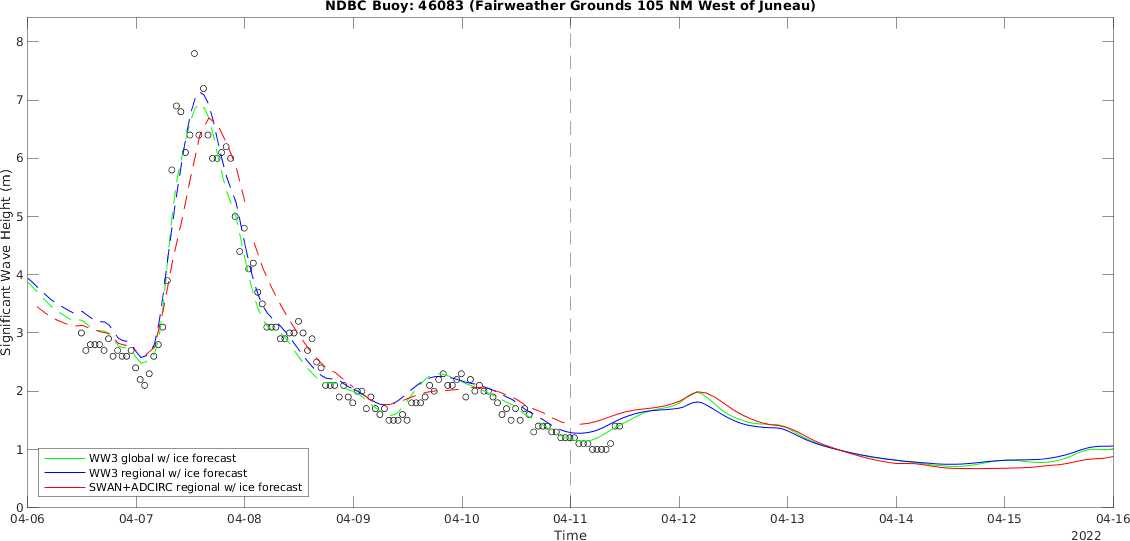 NDBC Buoy: 46083 (Fairweather Grounds 105 NM West of Juneau)
Significant Wave Height (m)
8
7
6
5
4
3
2
1
0
WW3 global w/ ice forecast
WW3 regional w/ ice forecast
SWAN+ADCIRC regional w/ ice forecast
04-06 04-07 04-08 04-09 04-10 04-11 04-12 04-13 04-14 04-15 04-16
Time
2022